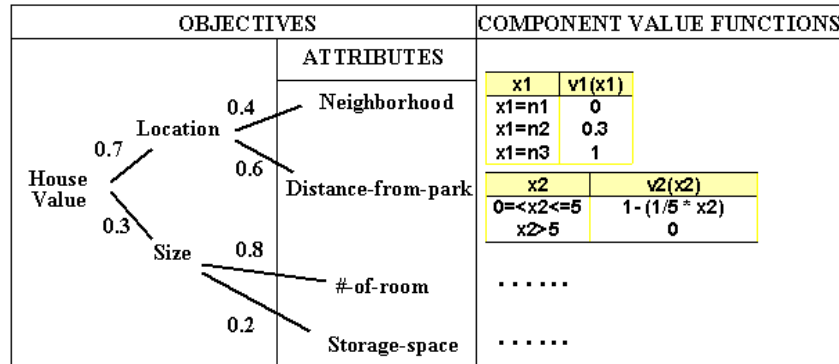 OBJECTIVES
COMPONENT VALUE FUNCTIONS
ATTRIBUTES
x1 v1(x1)
x1=n1 0
x1=n2 0.3
x1=n3 1
0.4
Neighborhood
Location
0.7
0.6
House
Value
Distance-from-park
x2 v2(x2)
0=<x2<=5 1-(1/5 * x2)
x2>5 0
0.3
Size
0.8
#-of-room
......
0.2
Storage-space
......